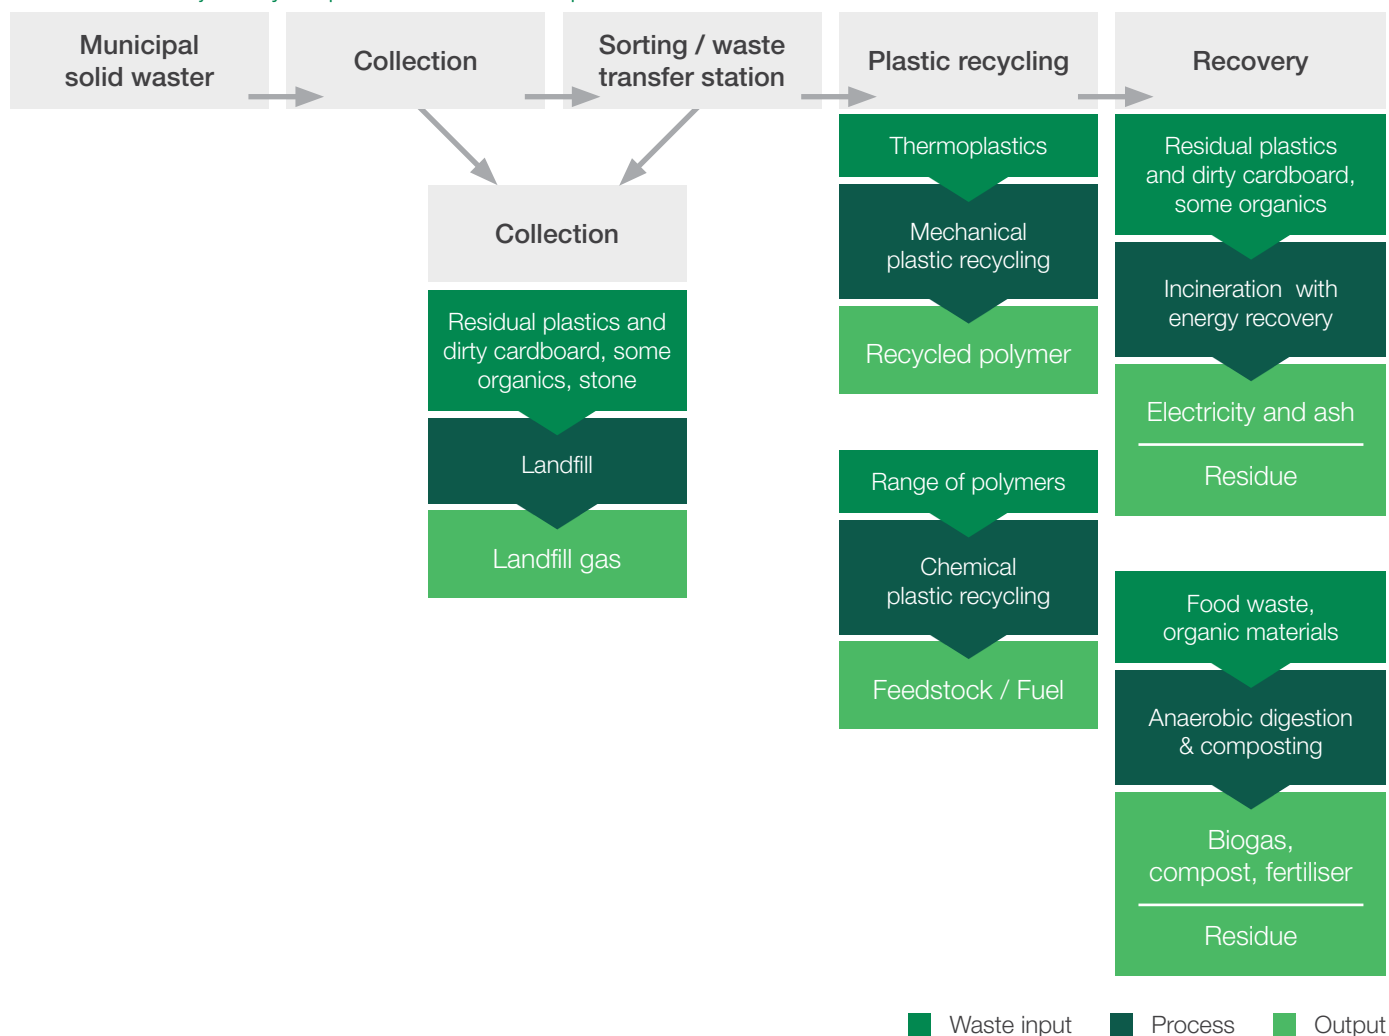 Municipal
solid waster
Collection
Sorting / waste
transfer station
Plastic recycling
Recovery
Collection
Residual plastics and
dirty cardboard, some
organics, stone
Landfill
Landfill gas
Thermoplastics
Mechanical
plastic recycling
Recycled polymer
Range of polymers
Chemical
plastic recycling
Feedstock / Fuel
Residual plastics
and dirty cardboard,
some organics
Incineration with
energy recovery
Electricity and ash
Residue
Food waste,
organic materials
Anaerobic digestion
& composting
Biogas,
compost, fertiliser
Residue
Waste input
Process
Output